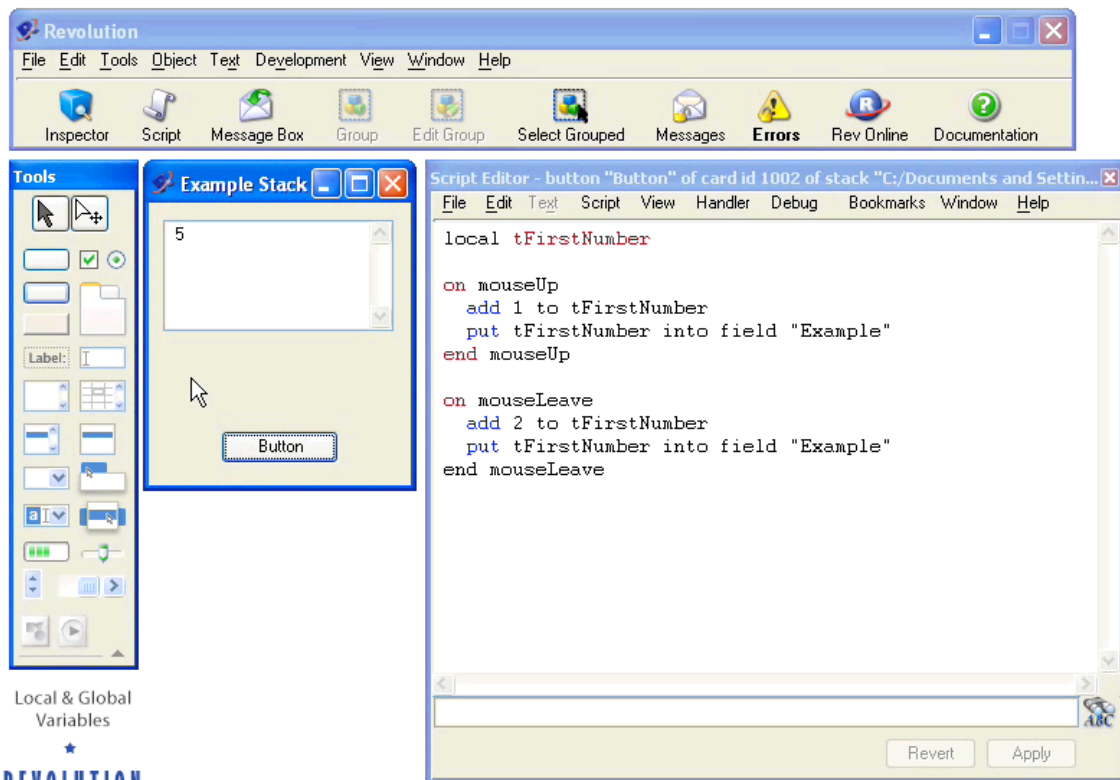 Revolution
File Edit Tools Object Text Development View Window Help
Inspector Script Message Box Group Edit Group Select Grouped Messages Errors Rev Online Documentation
Tools
Label:
a
Example Stack
5
Button
Script Editor - button "Button" of card id 1002 of stack "C:/Documents and Settin...
File Edit Text Script View Handler Debug Bookmarks Window Help
local tFirstNumber
on mouseUp
add 1 to tFirstNumber
put tFirstNumber into field "Example"
end mouseUp
on mouseLeave
add 2 to tFirstNumber
put tFirstNumber into field "Example"
end mouseLeave
ABC
Revert Apply
Local & Global
Variables
REVOLUTION